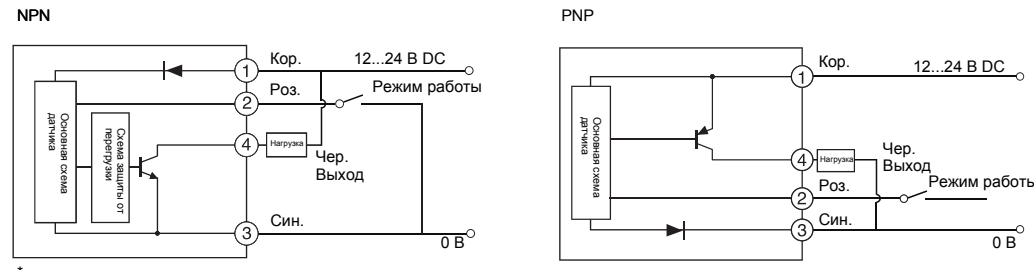 NPN
Кор.
12...24 В DC
1
Роз.
Режим работы
2
Основная схема
датчика
Схема защиты от
перегрузки
4
Нагрузка
Чер.
Выход
Син.
3
0 В
*
PNP
Кор.
12...24 В DC
1
Основная схема
датчика
Чер.
Выход
4
Нагрузка
Роз.
Режим работь
2
Син.
3
0 В